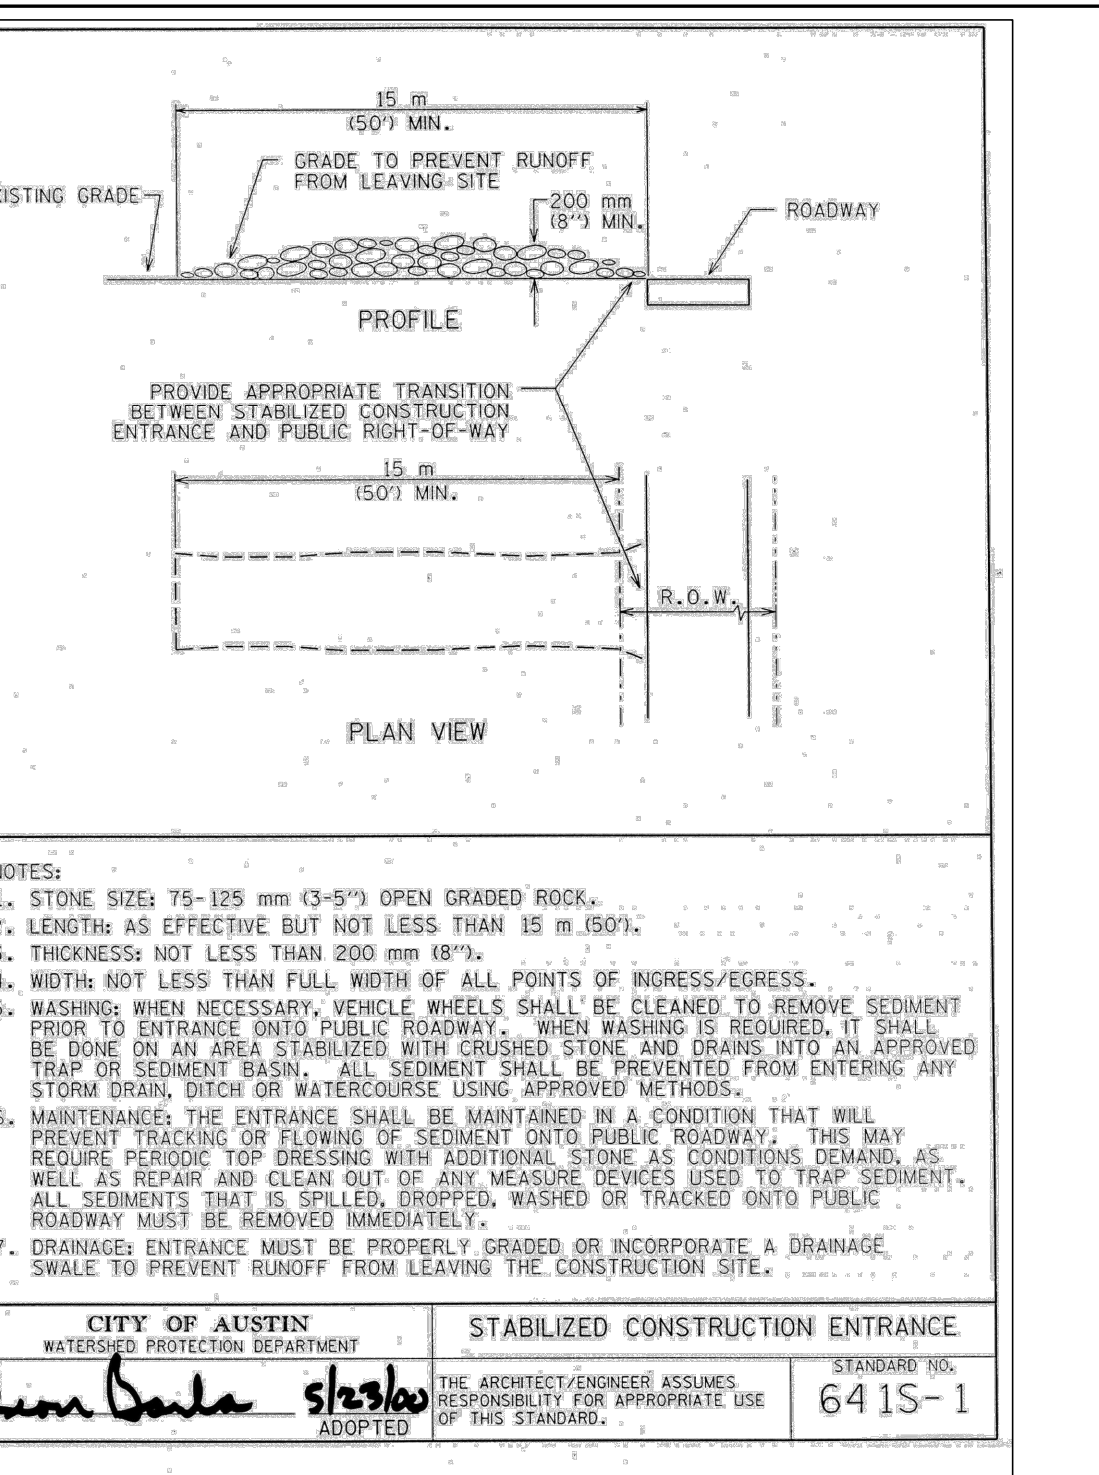 15 m
(50') MIN.
GRADE TO PREVENT RUNOFF
FROM LEAVING SITE
GRADE
200 mm
(8'') MIN.
ROADWAY
PROFILE
PROVIDE APPROPRIATE TRANSITION
BETWEEN STABILIZED CONSTRUCTION
ENTRANCE AND PUBLIC RIGHT-OF-WAY
15 m
(50') MIN.
R.O.W.
PLAN VIEW
OTES:
. STONE SIZE: 75-125 mm (3-5'') OPEN GRADED ROCK.
. LENGTH: AS EFFECTIVE BUT NOT LESS THAN 15 m (50').
. THICKNESS: NOT LESS THAN 200 mm (8'').
. WIDTH: NOT LESS THAN FULL WIDTH OF ALL POINTS OF INGRESS/EGRESS.
. WASHING: WHEN NECESSARY, VEHICLE WHEELS SHALL BE CLEANED TO REMOVE SEDIMENT
PRIOR TO ENTRANCE ONTO PUBLIC ROADWAY. WHEN WASHING IS REQUIRED, IT SHALL
BE DONE ON AN AREA STABILIZED WITH CRUSHED STONE AND DRAINS INTO AN APPROVED
TRAP OR SEDIMENT BASIN. ALL SEDIMENT SHALL BE PREVENTED FROM ENTERING ANY
STORM DRAIN, DITCH OR WATERCOURSE USING APPROVED METHODS.
. MAINTENANCE: THE ENTRANCE SHALL BE MAINTAINED IN A CONDITION THAT WILL
PREVENT TRACKING OR FLOWING OF SEDIMENT ONTO PUBLIC ROADWAY. THIS MAY
REQUIRE PERIODIC TOP DRESSING WITH ADDITIONAL STONE AS CONDITIONS DEMAND, AS
WELL AS REPAIR AND CLEAN OUT OF ANY MEASURE DEVICES USED TO TRAP SEDIMENT.
ALL SEDIMENTS THAT IS SPILLED, DROPPED, WASHED OR TRACKED ONTO PUBLIC
ROADWAY MUST BE REMOVED IMMEDIATELY.
7. DRAINAGE: ENTRANCE MUST BE PROPERLY GRADED OR INCORPORATE A DRAINAGE
SWALE TO PREVENT RUNOFF FROM LEAVING THE CONSTRUCTION SITE.
CITY OF AUSTIN
WATERSHED PROTECTION DEPARTMENT
5/23/00
ADOPTED
STABILIZED CONSTRUCTION ENTRANCE
THE ARCHITECT/ENGINEER ASSUMES
RESPONSIBILITY FOR APPROPRIATE USE
OF THIS STANDARD.
STANDARD NO.
641S-1